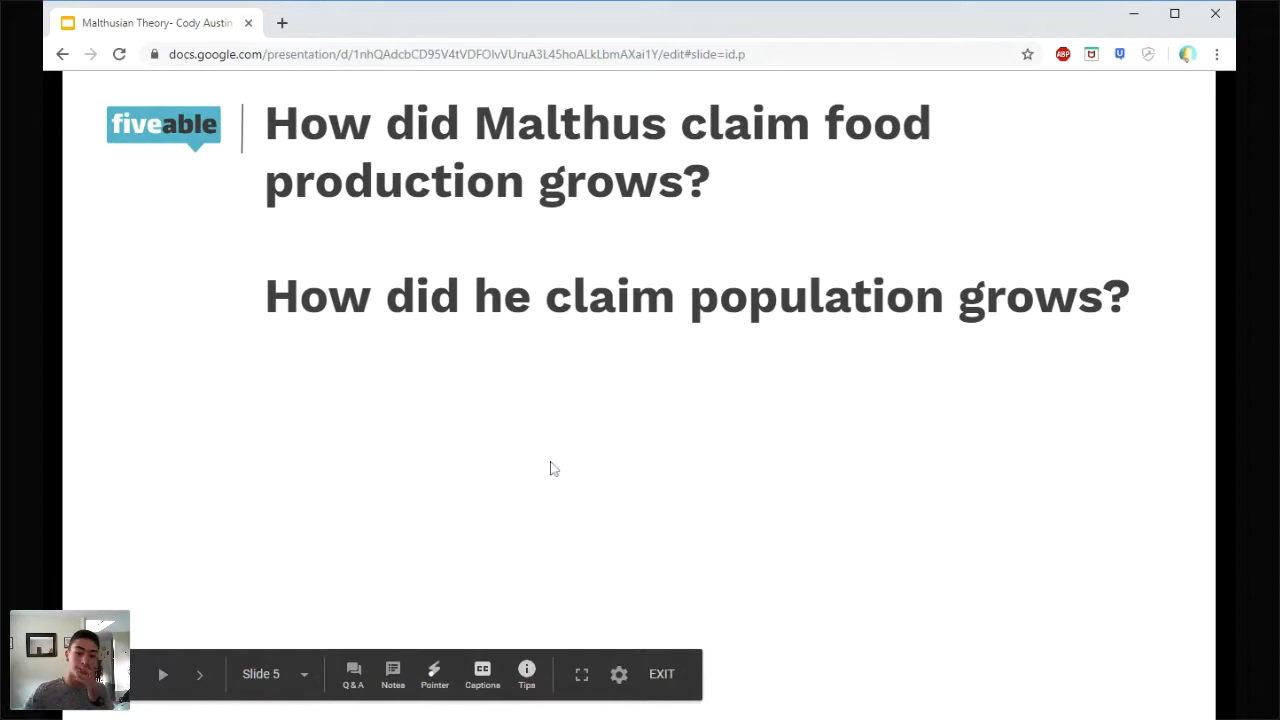 Malthusian Theory- Cody Austin
docs.google.com/presentation/d/1nhQAdcbCD95V4tVDFOlvVUruA3L45hoALkLbmAXai1Y/edit#slide=id.p
ABP
fiveable
How did Malthus claim food
production grows?
How did he claim population grows?
Slide 5
Q & A
Notes
Pointer
Captions
Tips
EXIT